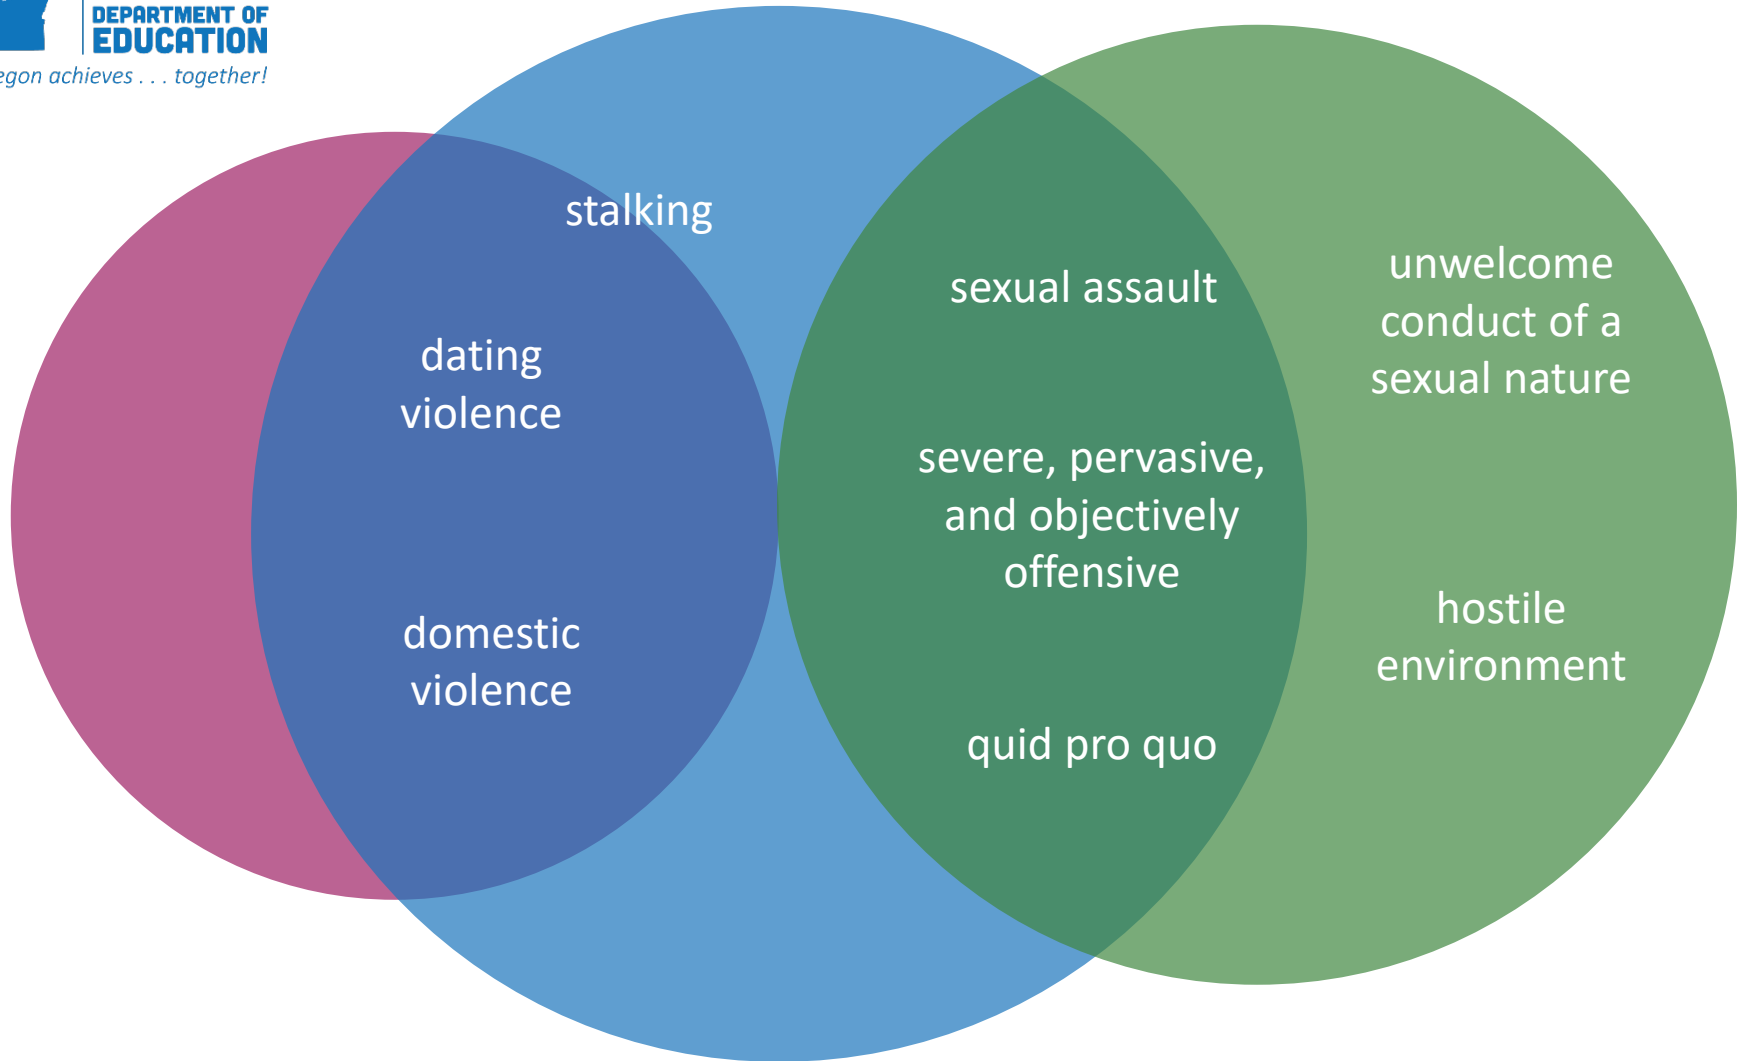 DEPARTMENT OF
EDUCATION
egon achieves . . . together!
stalking
dating
violence
domestic
violence
sexual assault
severe, pervasive,
and objectively
offensive
quid pro quo
unwelcome
conduct of a
sexual nature
hostile
environment